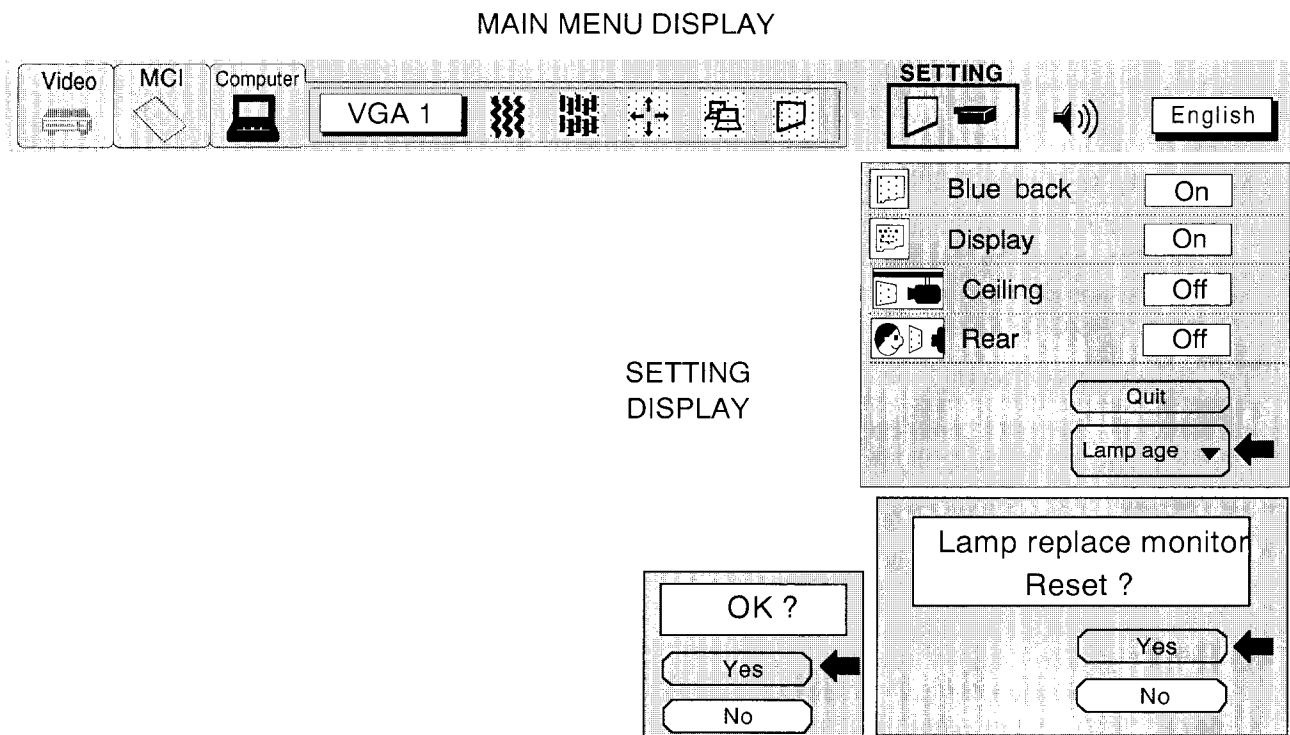 MAIN MENU DISPLAY
Video
MCI
Computer
VGA 1
SETTING
English
Blue back
On
Display
On
Ceiling
Off
Rear
Off
SETTING
DISPLAY
Quit
Lamp age
Lamp replace monitor
Reset ?
Yes
No
OK ?
Yes
No